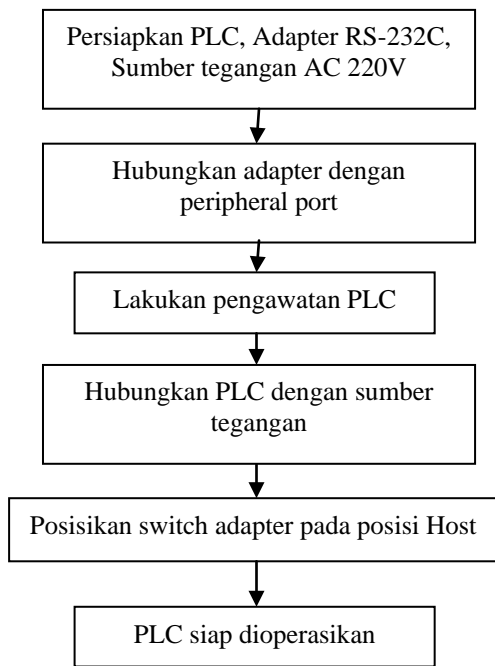 Persiapkan PLC, Adapter RS-232C,
Sumber tegangan AC 220V
Hubungkan adapter dengan
peripheral port
Lakukan pengawatan PLC
Hubungkan PLC dengan sumber
tegangan
Posisikan switch adapter pada posisi Host
PLC siap dioperasikan